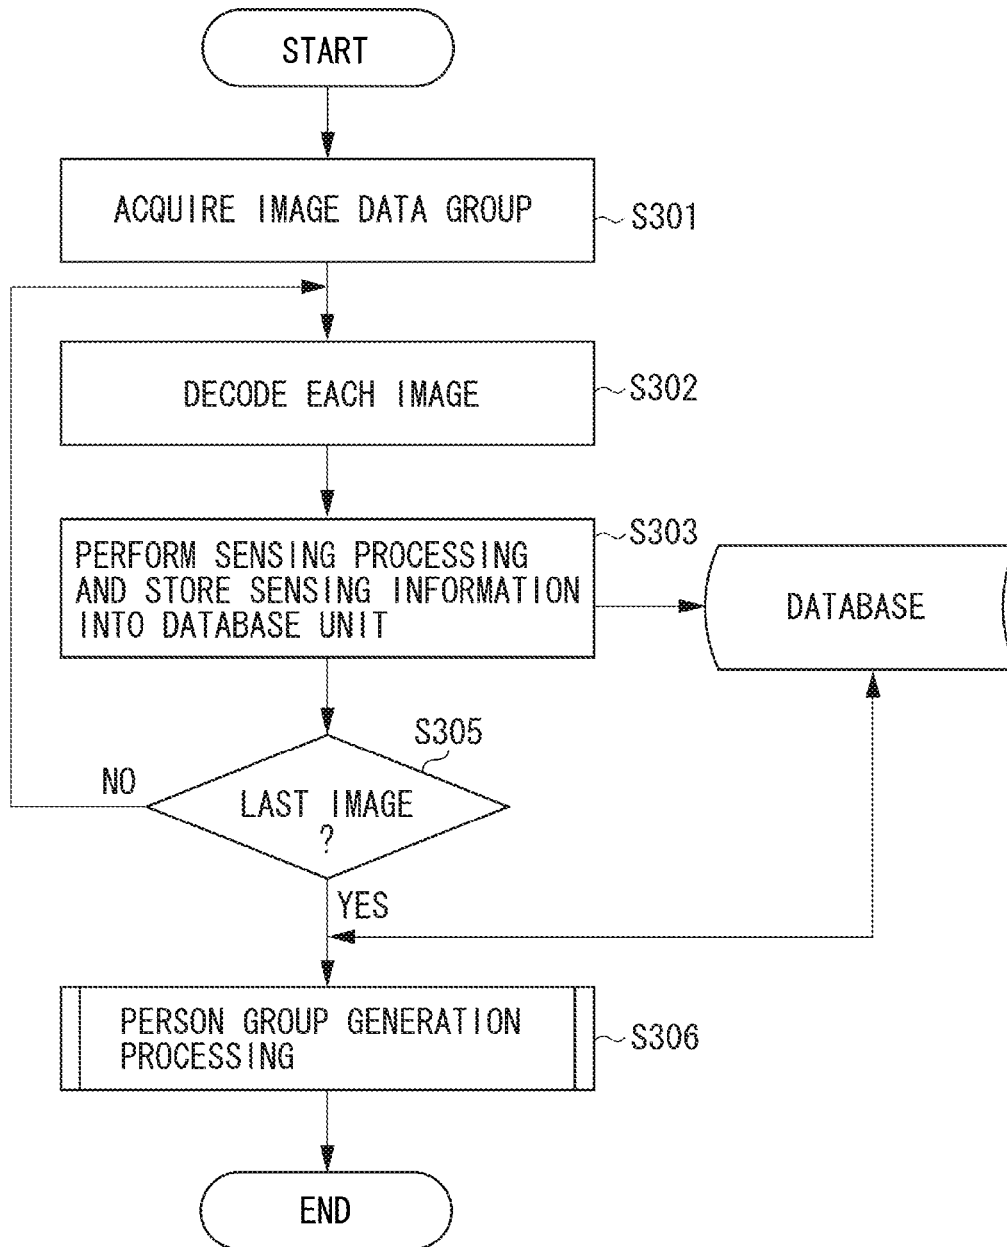 START
ACQUIRE IMAGE DATA GROUP
S301
DECODE EACH IMAGE
S302
S303
PERFORM SENSING PROCESSING
AND STORE SENSING INFORMATION
INTO DATABASE UNIT
DATABASE
S305
NO
LAST IMAGE
?
YES
PERSON GROUP GENERATION
PROCESSING
S306
END